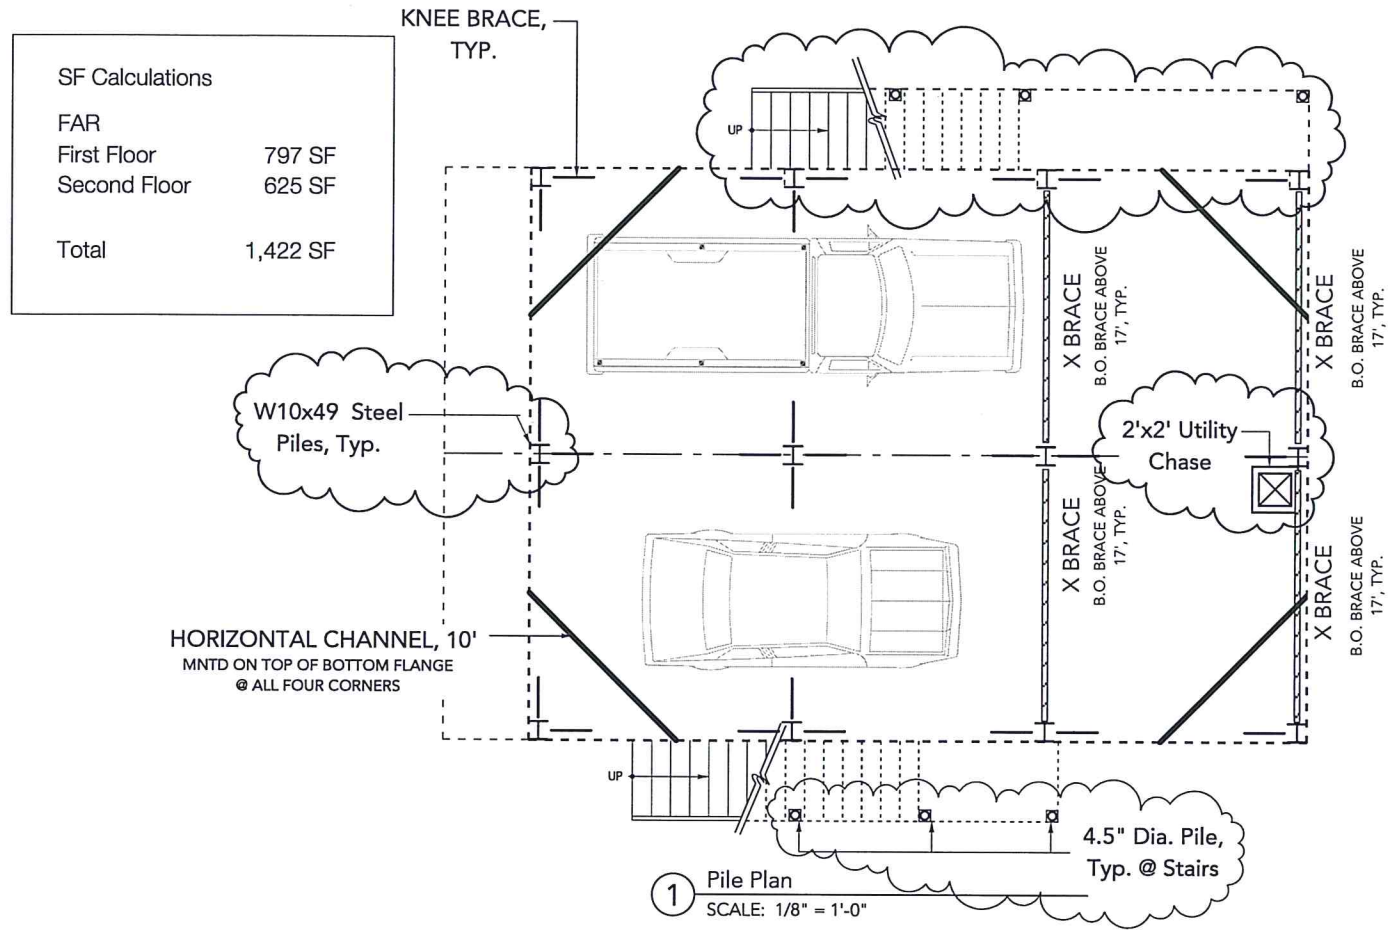 KNEE BRACE,
TYP.
SF Calculations
FAR
First Floor 797 SF
Second Floor 625 SF
Total 1,422 SF
UP
X BRACE
B.O. BRACE ABOVE
17', TYP.
X BRACE
B.O. BRACE ABOVE
17', TYP.
W10x49 Steel
Piles, Typ.
2'x2' Utility
Chase
X BRACE
B.O. BRACE ABOVE
17', TYP.
X BRACE
B.O. BRACE ABOVE
17', TYP.
HORIZONTAL CHANNEL, 10'
MNTD ON TOP OF BOTTOM FLANGE
@ ALL FOUR CORNERS
UP
4.5" Dia. Pile,
Typ. @ Stairs
1 Pile Plan
SCALE: 1/8" = 1'-0"